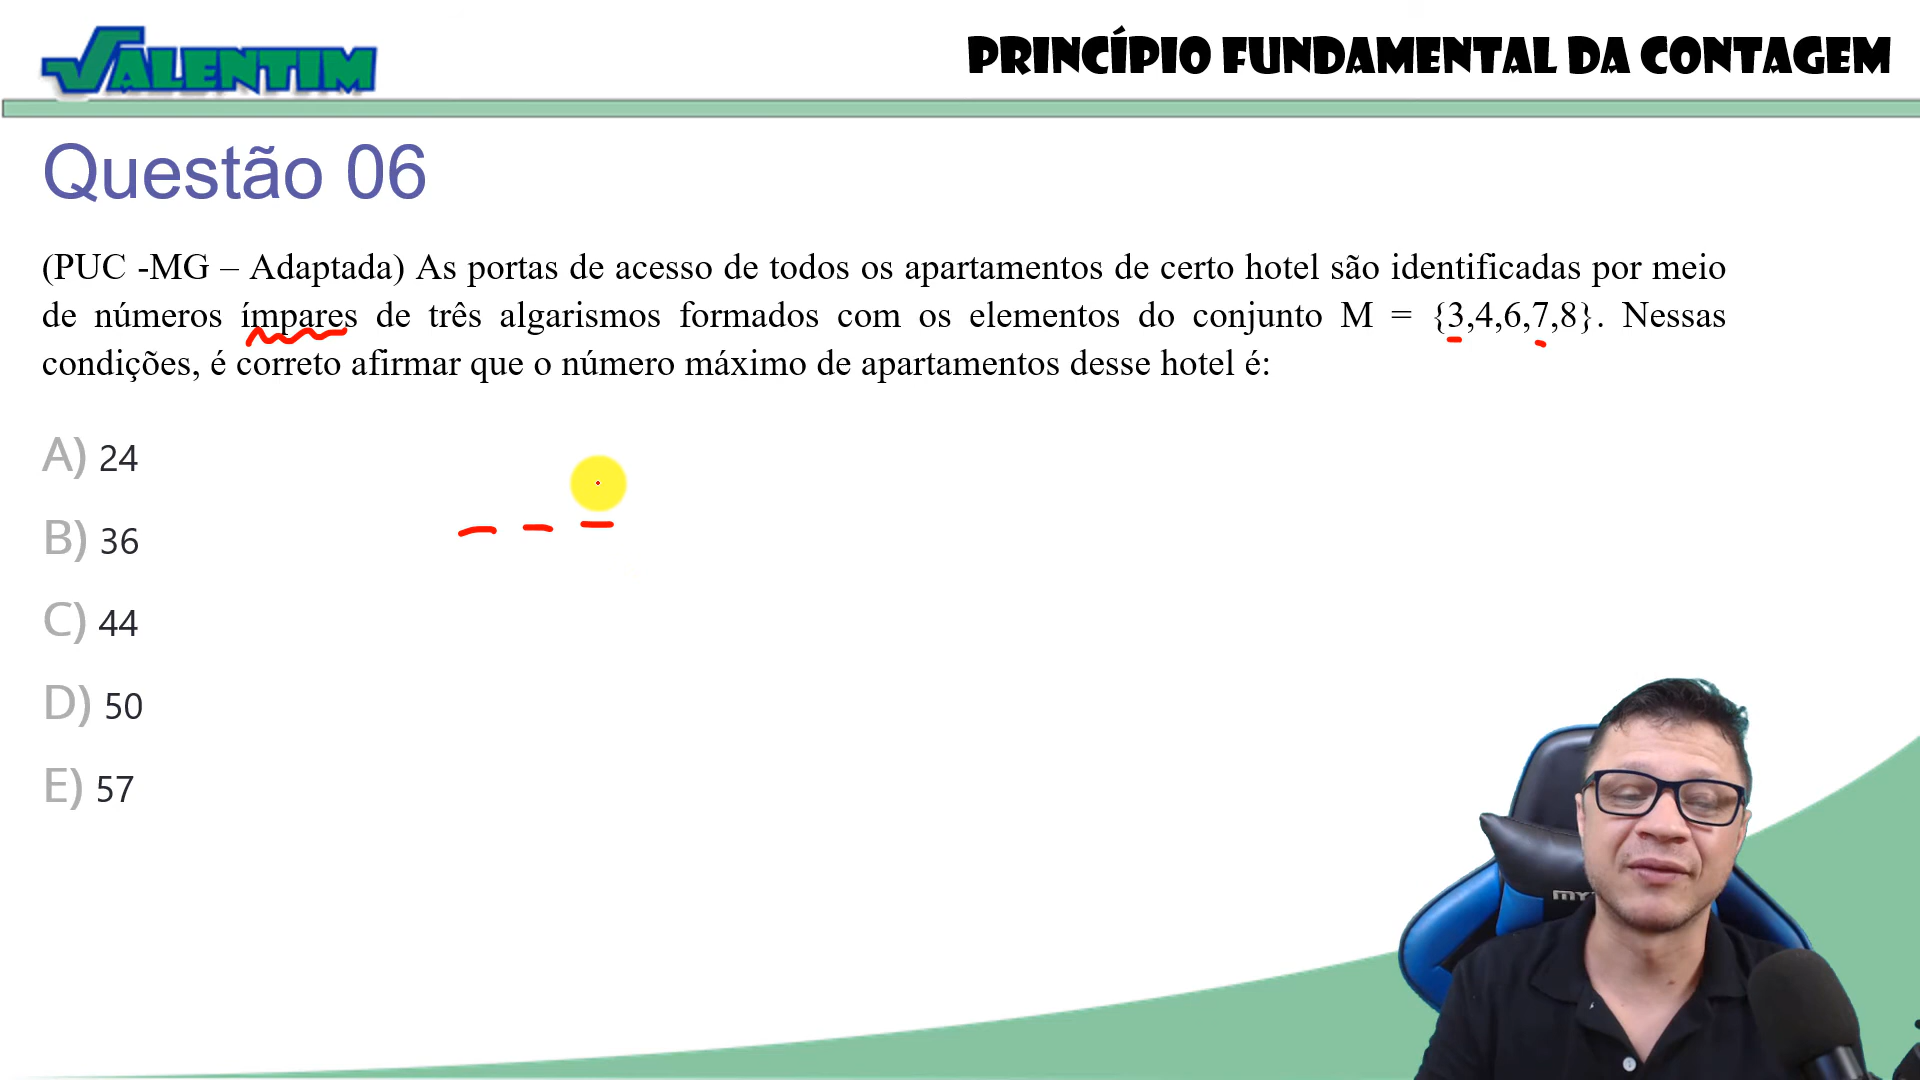 VALENTIM
PRINCÍPIO FUNDAMENTAL DA CONTAGEM
Questão 06
(PUC -MG – Adaptada) As portas de acesso de todos os apartamentos de certo hotel são identificadas por meio
de números ímpares de três algarismos formados com os elementos do conjunto M = {3,4,6,7,8}. Nessas
condições, é correto afirmar que o número máximo de apartamentos desse hotel é:
A) 24
B) 36
C) 44
D) 50
E) 57